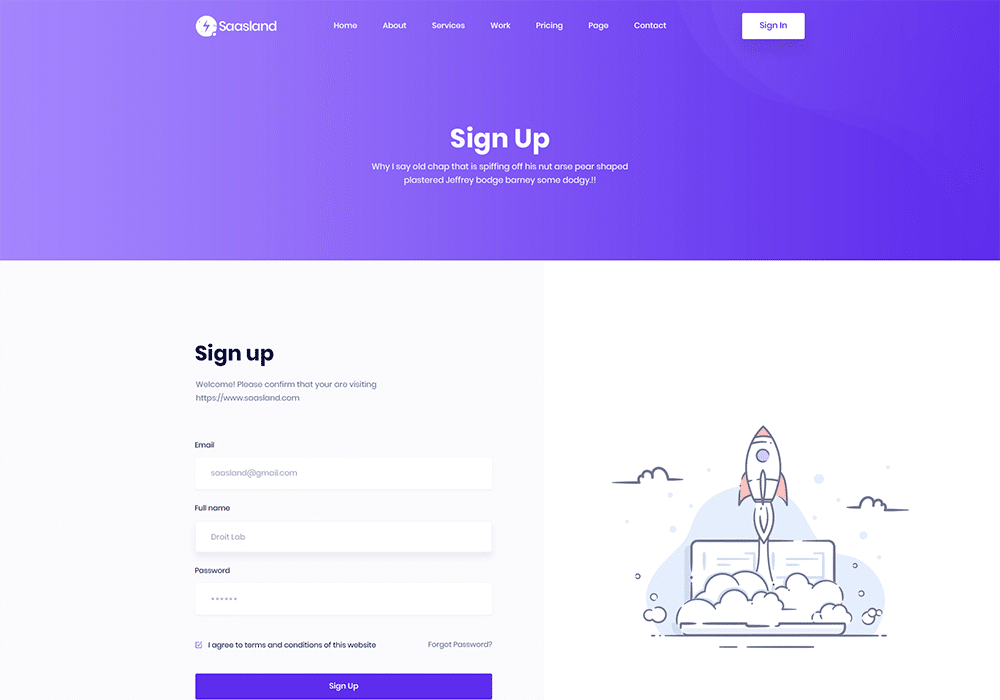 Saasland Home About Services Work Pricing Page Contact Sign In
Sign Up
Why I say old chap that is spiffing off his nut arse pear shaped
plastered Jeffrey bodge barney some dodgy.!!
Sign up
Welcome! Please confirm that your are visiting
https://www.saasland.com
Email
saasland@gmail.com
Full name
Droit Lab
Password
******
I agree to terms and conditions of this website Forgot Password?
Sign Up